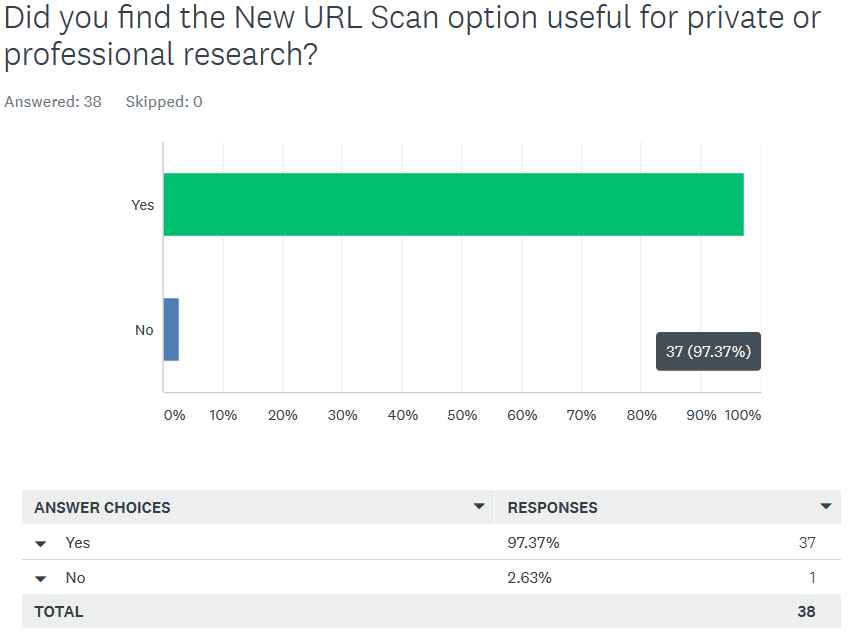 Did you find the New URL Scan option useful for private or
professional research?
Answered: 38 Skipped: 0
Yes
No
37 (97.37%)
0% 10% 20% 30% 40% 50% 60% 70% 80% 90% 100%
ANSWER CHOICES RESPONSES
Yes 97.37% 37
No 2.63% 1
TOTAL 38